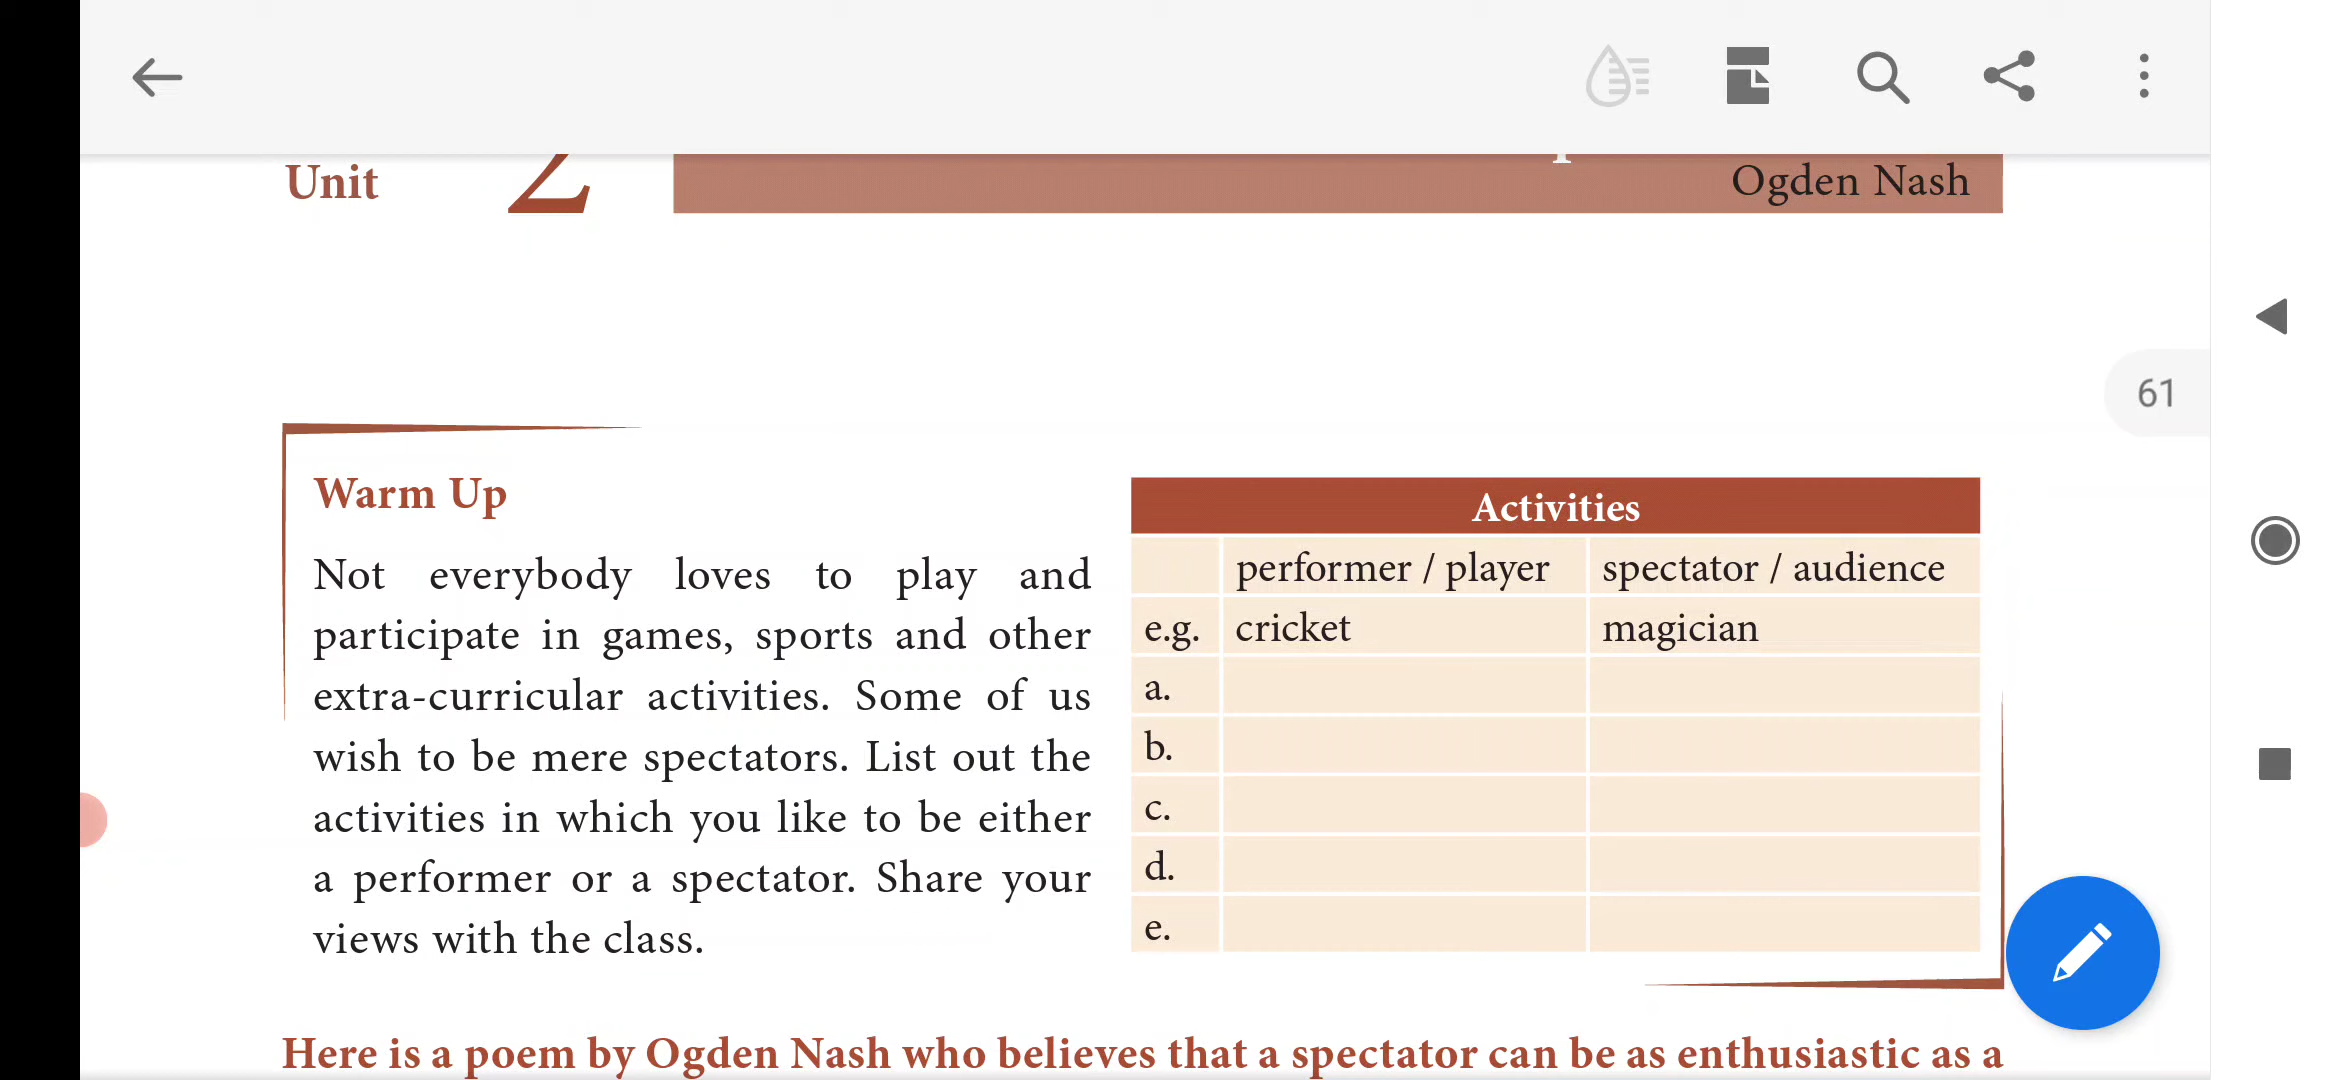 Unit 2
Ogden Nash
61
Warm Up
Not everybody loves to play and
participate in games, sports and other
extra-curricular activities. Some of us
wish to be mere spectators. List out the
activities in which you like to be either
a performer or a spectator. Share your
views with the class.
Activities
performer / player spectator / audience
e.g. cricket magician
a.
b.
c.
d.
e.
Here is a poem by Ogden Nash who believes that a spectator can be as enthusiastic as a